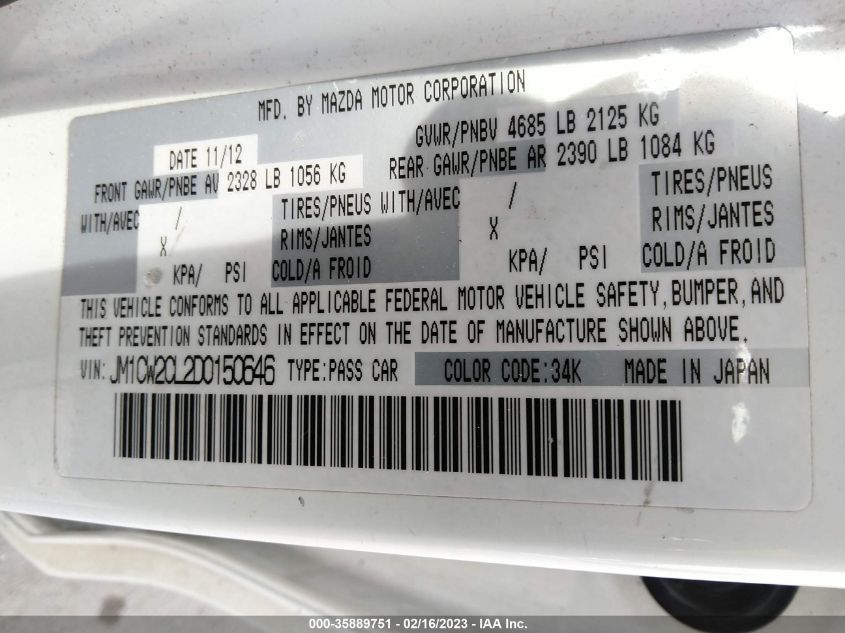 MFD. BY MAZDA MOTOR CORPORATION
DATE 11/12 GVWR/PNBV 4685 LB 2125 KG
FRONT GAWR/PNBE AV 2328 LB 1056 KG REAR GAWR/PNBE AR 2390 LB 1084 KG
WITH/AVEC / TIRES/PNEUS WITH/AVEC / TIRES/PNEUS
X RIMS/JANTES X RIMS/JANTES
KPA/ PSI COLD/A FROID KPA/ PSI COLD/A FROID
THIS VEHICLE CONFORMS TO ALL APPLICABLE FEDERAL MOTOR VEHICLE SAFETY, BUMPER, AND
THEFT PREVENTION STANDARDS IN EFFECT ON THE DATE OF MANUFACTURE SHOWN ABOVE.
VIN: JM1CW2CL2D0150646 TYPE:PASS CAR COLOR CODE:34K MADE IN JAPAN
000-35889751 - 02/16/2023 - IAA Inc.